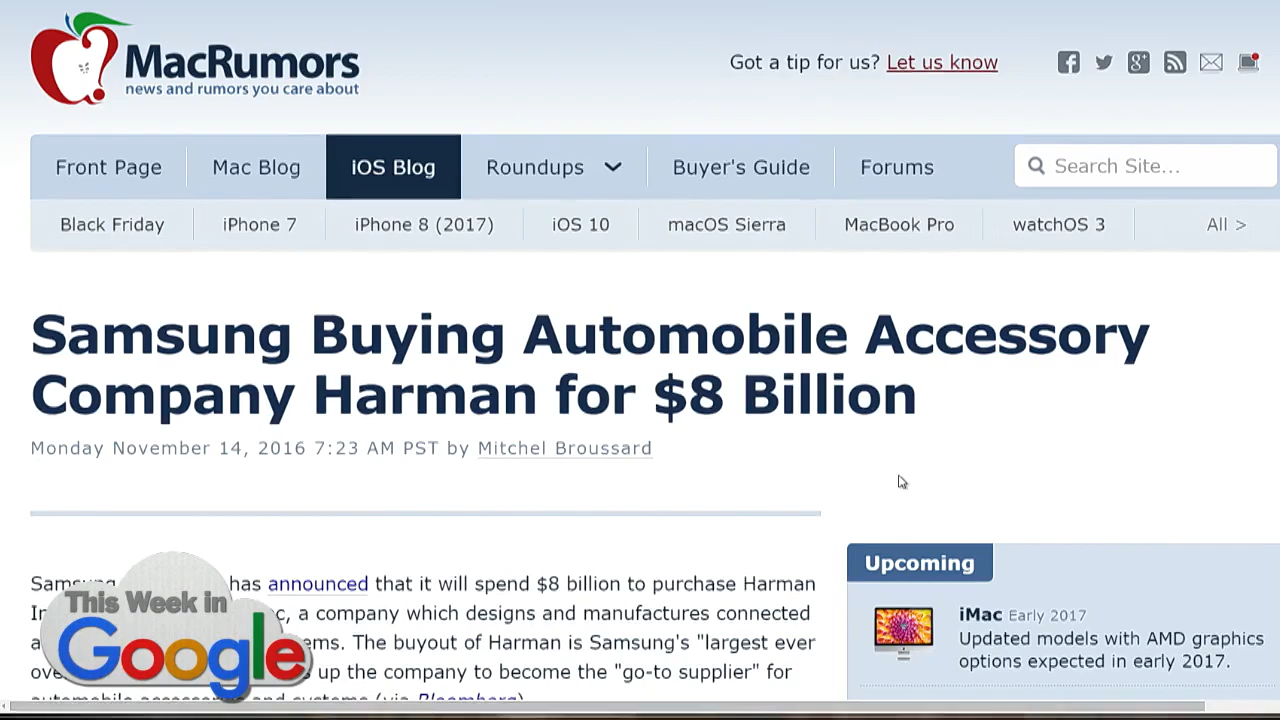 MacRumors
news and rumors you care about
Got a tip for us? Let us know
Front Page Mac Blog iOS Blog Roundups Buyer's Guide Forums Search Site...
Black Friday iPhone 7 iPhone 8 (2017) iOS 10 macOS Sierra MacBook Pro watchOS 3 All >
Samsung Buying Automobile Accessory
Company Harman for $8 Billion
Monday November 14, 2016 7:23 AM PST by Mitchel Broussard
has announced that it will spend $8 billion to purchase Harman
a company which designs and manufactures connected
The buyout of Harman is Samsung's "largest ever
up the company to become the "go-to supplier" for
automobile accessories and systems (via Bloomberg)
This Week in
Google
Upcoming
iMac Early 2017
Updated models with AMD graphics
options expected in early 2017.